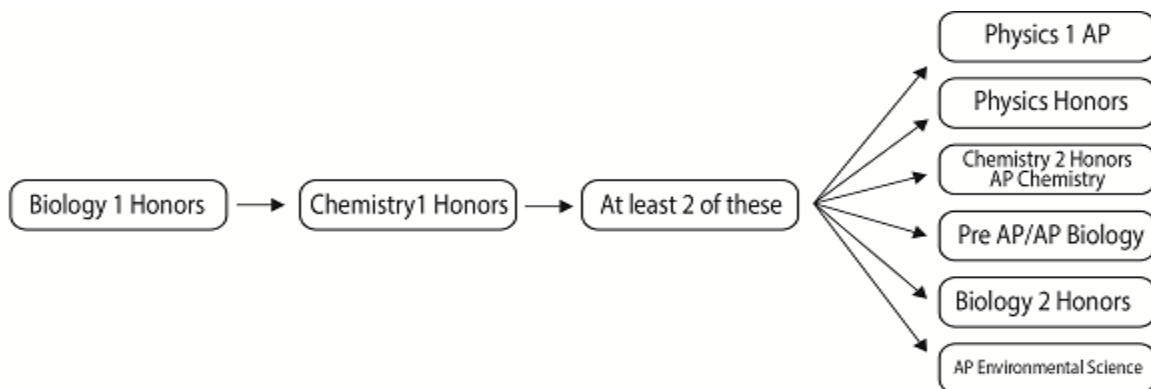 Physics 1 AP
Physics Honors
Chemistry 2 Honors
AP Chemistry
Biology 1 Honors
Chemistry1 Honors
At least 2 of these
Pre AP/AP Biology
Biology 2 Honors
AP Environmental Science